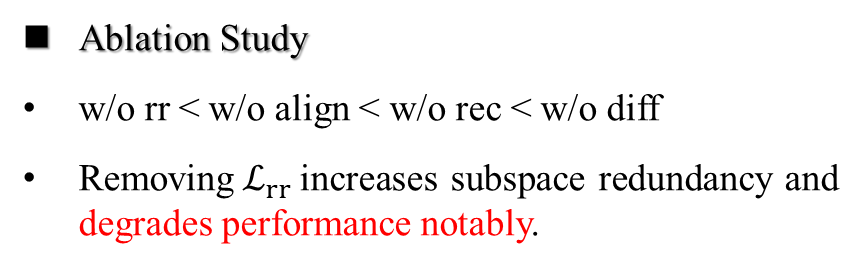 ■ Ablation Study
• w/o rr < w/o align < w/o rec < w/o diff
• Removing ℒrr increases subspace redundancy and
degrades performance notably.